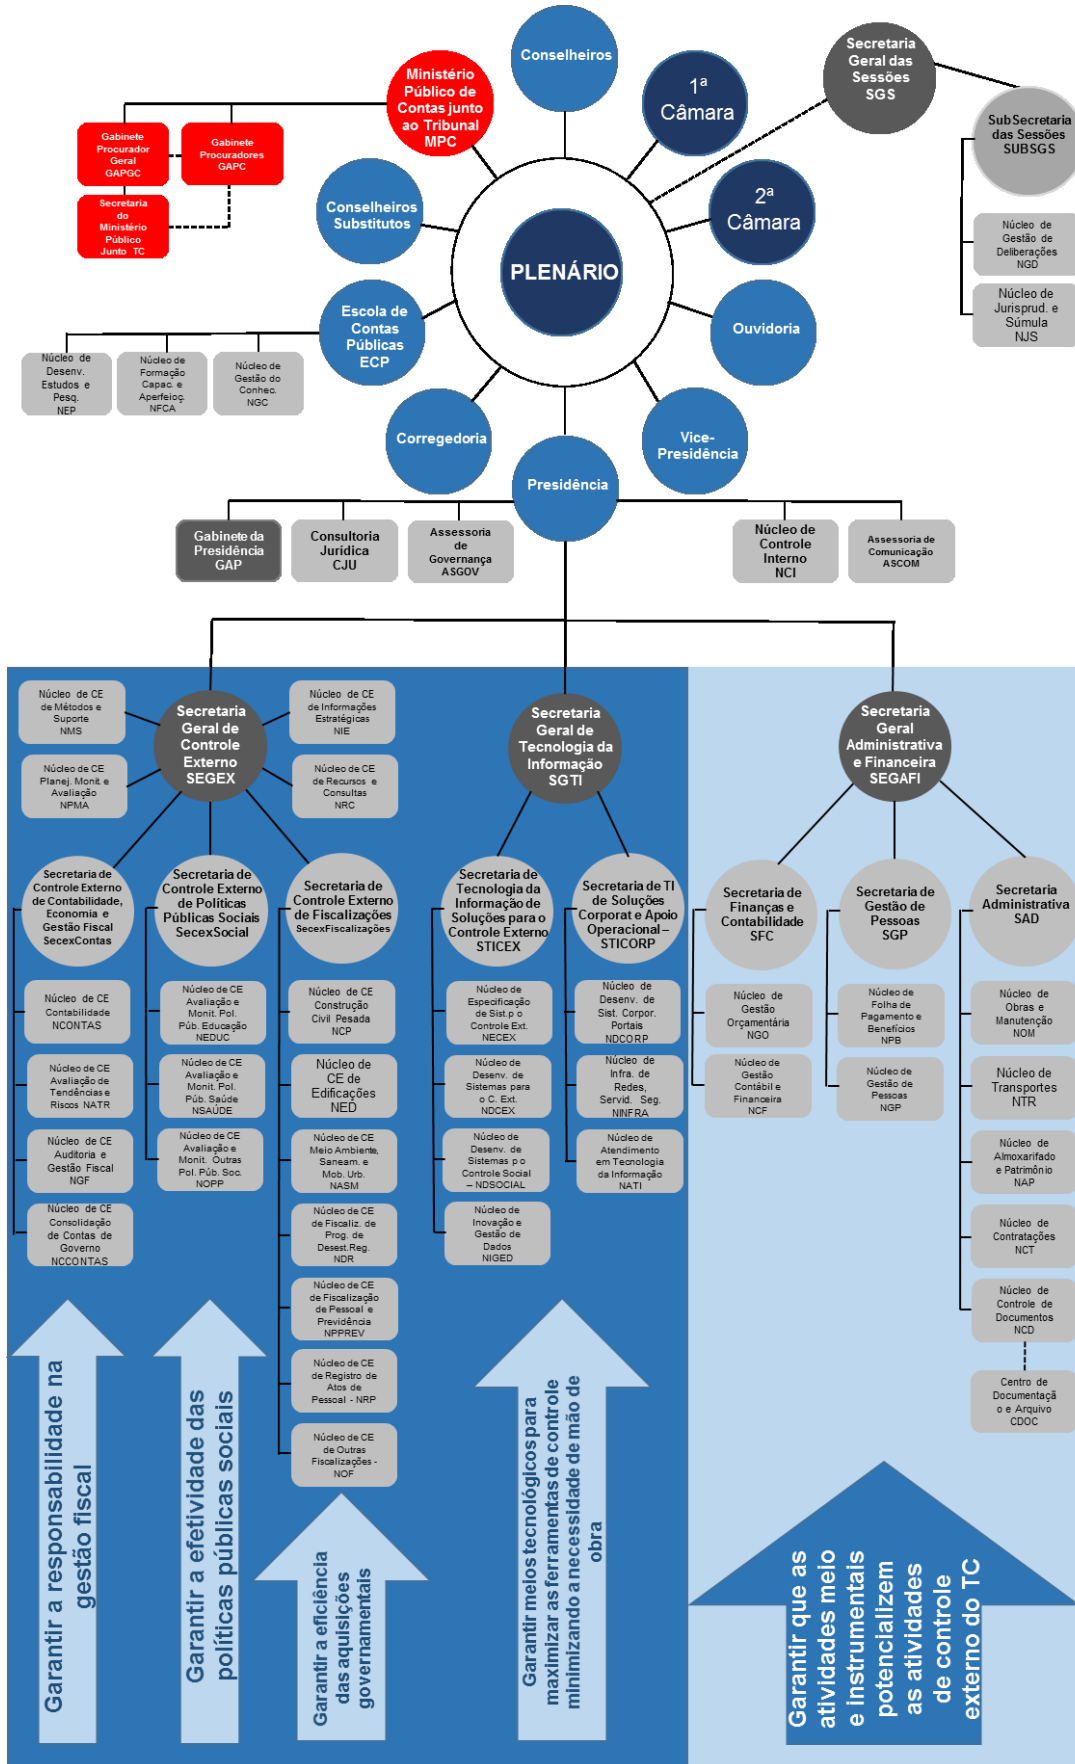 Conselheiros
Ministério
Público de
Contas junto
ao Tribunal
MPC
1ª
Câmara
Secretaria
Geral das
Sessões
SGS
SubSecretaria
das Sessões
SUBSGS
Gabinete
Procurador
Geral
GAPGC
Gabinete
Procuradores
GAPC
Secretaria
do
Ministério
Público
Junto TC
Conselheiros
Substitutos
2ª
Câmara
Núcleo de
Gestão de
Deliberações
NGD
Núcleo de
Jurisprud. e
Súmula
NJS
PLENÁRIO
Escola de
Contas
Públicas
ECP
Ouvidoria
Núcleo de
Desenv.
Estudos e
Pesq.
NEP
Núcleo de
Formação
Capac. e
Aperfeioç.
NFCA
Núcleo de
Gestão do
Conhec.
NGC
Corregedoria
Vice-
Presidência
Presidência
Gabinete da
Presidência
GAP
Consultoria
Jurídica
CJU
Assessoria
de
Governança
ASGOV
Núcleo de
Controle
Interno
NCI
Assessoria de
Comunicação
ASCOM
Núcleo de CE
de Métodos e
Suporte
NMS
Secretaria
Geral de
Controle
Externo
SEGEX
Núcleo de CE
de Informações
Estratégicas
NIE
Núcleo de CE
Planej. Monit. e
Avaliação
NPMA
Núcleo de CE
de Recursos e
Consultas
NRC
Secretaria
Geral de
Tecnologia da
Informação
SGTI
Secretaria
Geral
Administrativa
e Financeira
SEGAFI
Secretaria de
Controle Externo
de Contabilidade,
Economia e
Gestão Fiscal
SecexContas
Secretaria de
Controle Externo
de Políticas
Públicas Sociais
SecexSocial
Secretaria de
Controle Externo
de Fiscalizações
SecexFiscalizações
Secretaria de
Tecnologia da
Informação de
Soluções para o
Controle Externo
STICEX
Secretaria de TI
de Soluções
Corporat e Apoio
Operacional –
STICORP
Secretaria de
Finanças e
Contabilidade
SFC
Secretaria de
Gestão de
Pessoas
SGP
Secretaria
Administrativa
SAD
Núcleo de CE
Contabilidade
NCONTAS
Núcleo de CE
Avaliação de
Tendências e
Riscos NATR
Núcleo de CE
Auditoria e
Gestão Fiscal
NGF
Núcleo de CE
Consolidação
de Contas de
Governo
NCCONTAS
Núcleo de CE
Avaliação e
Monit. Pol.
Púb. Educação
NEDUC
Núcleo de CE
Avaliação e
Monit. Pol.
Púb. Saúde
NSAÚDE
Núcleo de CE
Avaliação e
Monit. Outras
Pol. Púb. Soc.
NOPP
Núcleo de CE
Construção
Civil Pesada
NCP
Núcleo de
CE de
Edificações
NED
Núcleo de CE
Meio Ambiente,
Saneam. e
Mob. Urb.
NASM
Núcleo de CE
de Fiscaliz. de
Prog. de
Desest.Reg.
NDR
Núcleo de CE
de Fiscalização
de Pessoal e
Previdência
NPPREV
Núcleo de CE
de Registro de
Atos de
Pessoal - NRP
Núcleo de CE
de Outras
Fiscalizações -
NOF
Núcleo de
Especificação
de Sist.p o
Controle Ext.
NECEX
Núcleo de
Desenv. de
Sistemas para
o C. Ext.
NDCEX
Núcleo de
Desenv. de
Sistemas p o
Controle Social
– NDSOCIAL
Núcleo de
Inovação e
Gestão de
Dados
NIGED
Núcleo de
Desenv. de
Sist. Corpor.
Portais
NDCORP
Núcleo de
Infra. de
Redes,
Servid. Seg.
NINFRA
Núcleo de
Atendimento
em Tecnologia
da Informação
NATI
Núcleo de
Gestão
Orçamentária
NGO
Núcleo de
Gestão
Contábil e
Financeira
NCF
Núcleo de
Folha de
Pagamento e
Benefícios
NPB
Núcleo de
Gestão de
Pessoas
NGP
Núcleo de
Obras e
Manutenção
NOM
Núcleo de
Transportes
NTR
Núcleo de
Almoxarifado
e Patrimônio
NAP
Núcleo de
Contratações
NCT
Núcleo de
Controle de
Documentos
NCD
Centro de
Documentaçã
o e Arquivo
CDOC
Garantir a responsabilidade na
gestão fiscal
Garantir a efetividade das
políticas públicas sociais
Garantir a eficiência
das aquisições
governamentais
Garantir meios tecnológicos para
maximizar as ferramentas de controle
minimizando a necessidade de mão de
obra
Garantir que as
atividades meio
e instrumentais
potencializem
as atividades
de controle
externo do TC